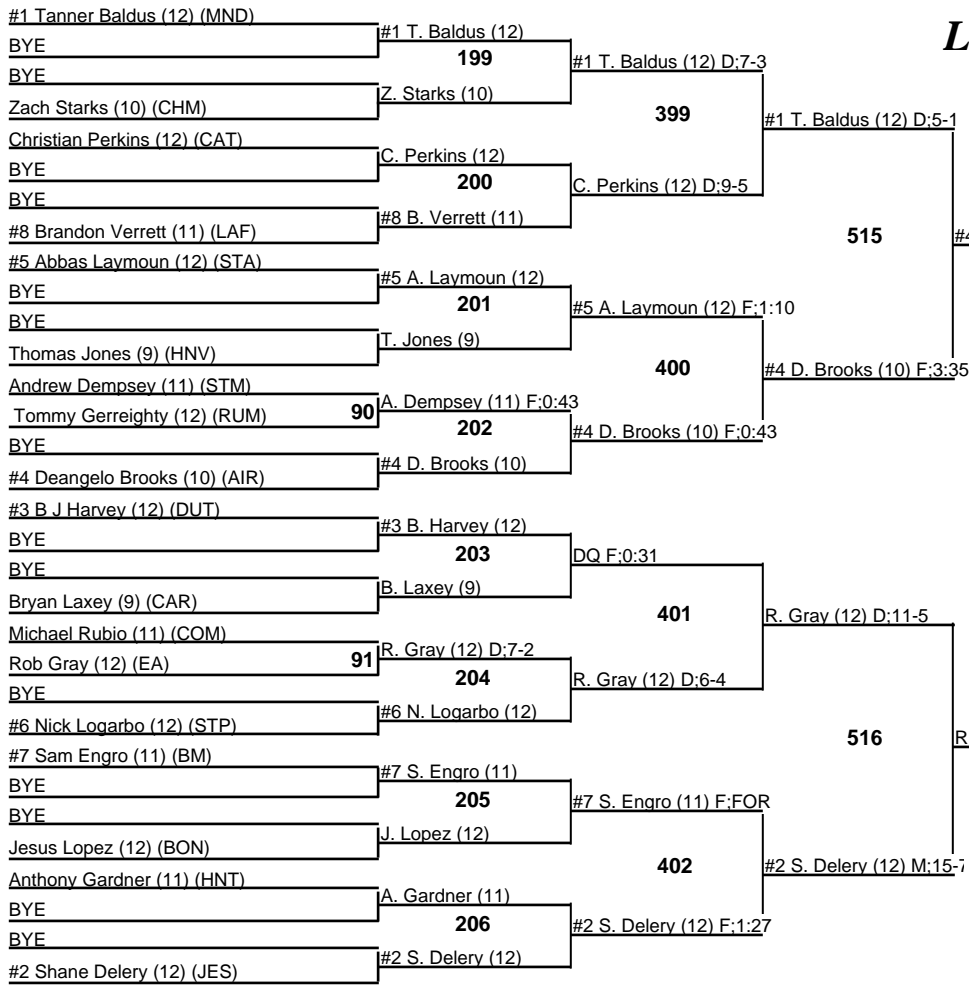 #1 Tanner Baldus (12) (MND)
BYE
BYE
Zach Starks (10) (CHM)
Christian Perkins (12) (CAT)
BYE
BYE
#8 Brandon Verrett (11) (LAF)
#5 Abbas Laymoun (12) (STA)
BYE
BYE
Thomas Jones (9) (HNV)
Andrew Dempsey (11) (STM)
Tommy Gerreighty (12) (RUM)
BYE
#4 Deangelo Brooks (10) (AIR)
#3 B J Harvey (12) (DUT)
BYE
BYE
Bryan Laxey (9) (CAR)
Michael Rubio (11) (COM)
Rob Gray (12) (EA)
BYE
#6 Nick Logarbo (12) (STP)
#7 Sam Engro (11) (BM)
BYE
BYE
Jesus Lopez (12) (BON)
Anthony Gardner (11) (HNT)
BYE
BYE
#2 Shane Delery (12) (JES)
90
91
#1 T. Baldus (12)
199
Z. Starks (10)
C. Perkins (12)
200
#8 B. Verrett (11)
#5 A. Laymoun (12)
201
T. Jones (9)
A. Dempsey (11) F;0:43
202
#4 D. Brooks (10)
#3 B. Harvey (12)
203
B. Laxey (9)
R. Gray (12) D;7-2
204
#6 N. Logarbo (12)
#7 S. Engro (11)
205
J. Lopez (12)
A. Gardner (11)
206
#2 S. Delery (12)
#1 T. Baldus (12) D;7-3
399
C. Perkins (12) D;9-5
#5 A. Laymoun (12) F;1:10
400
#4 D. Brooks (10) F;0:43
DQ F;0:31
401
R. Gray (12) D;6-4
#7 S. Engro (11) F;FOR
402
#2 S. Delery (12) F;1:27
#1 T. Baldus (12) D;5-1
515
#4 D. Brooks (10) F;3:35
R. Gray (12) D;11-5
516
#2 S. Delery (12) M;15-7
L
#4
R